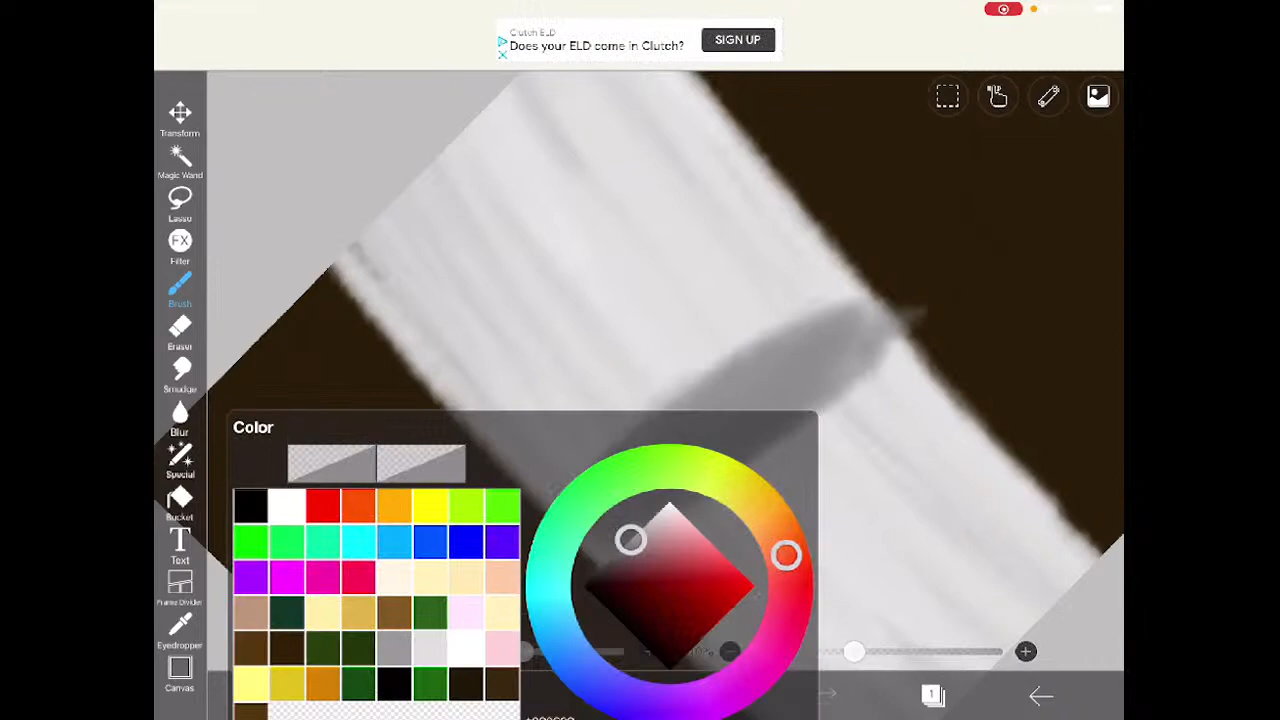 Clutch ELD
Does your ELD come in Clutch?
SIGN UP
Transform
Magic Wand
Lasso
FX
Filter
Brush
Eraser
Smudge
Blur
Special
Bucket
T
Text
Frame Divider
Eyedropper
Canvas
Color
1